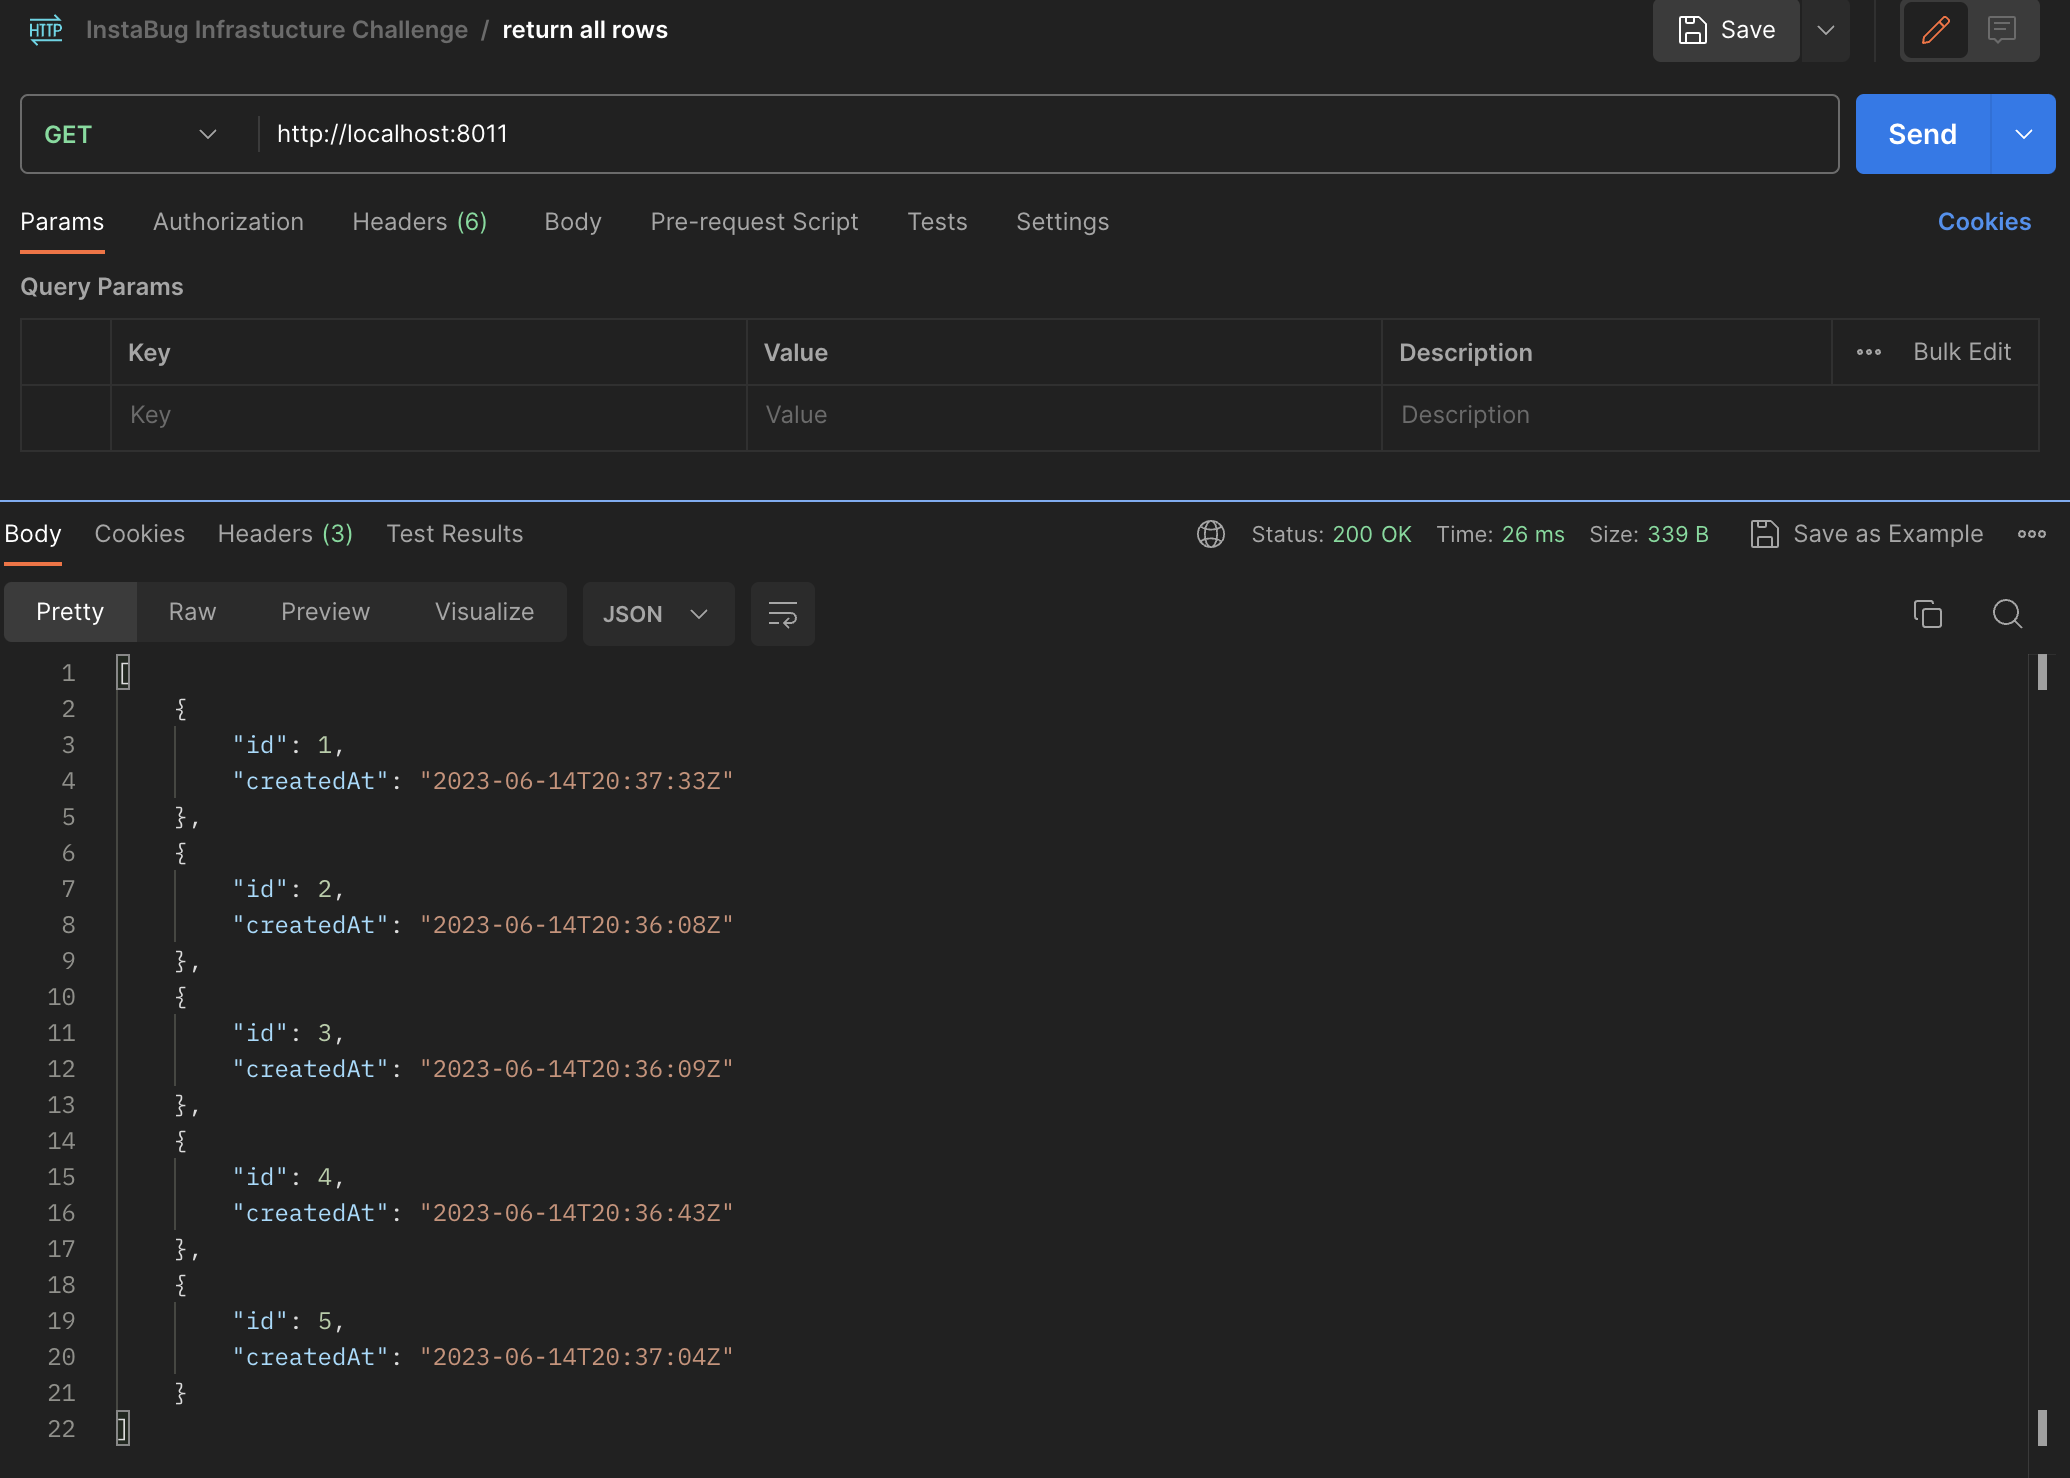 HTTP InstaBug Infrastucture Challenge / return all rows Save
GET http://localhost:8011 Send
Params Authorization Headers (6) Body Pre-request Script Tests Settings Cookies
Query Params
Key Value Description Bulk Edit
Key Value Description
Body Cookies Headers (3) Test Results Status: 200 OK Time: 26 ms Size: 339 B Save as Example
Pretty Raw Preview Visualize JSON
1 [
2 {
3 "id": 1,
4 "createdAt": "2023-06-14T20:37:33Z"
5 },
6 {
7 "id": 2,
8 "createdAt": "2023-06-14T20:36:08Z"
9 },
10 {
11 "id": 3,
12 "createdAt": "2023-06-14T20:36:09Z"
13 },
14 {
15 "id": 4,
16 "createdAt": "2023-06-14T20:36:43Z"
17 },
18 {
19 "id": 5,
20 "createdAt": "2023-06-14T20:37:04Z"
21 }
22 ]